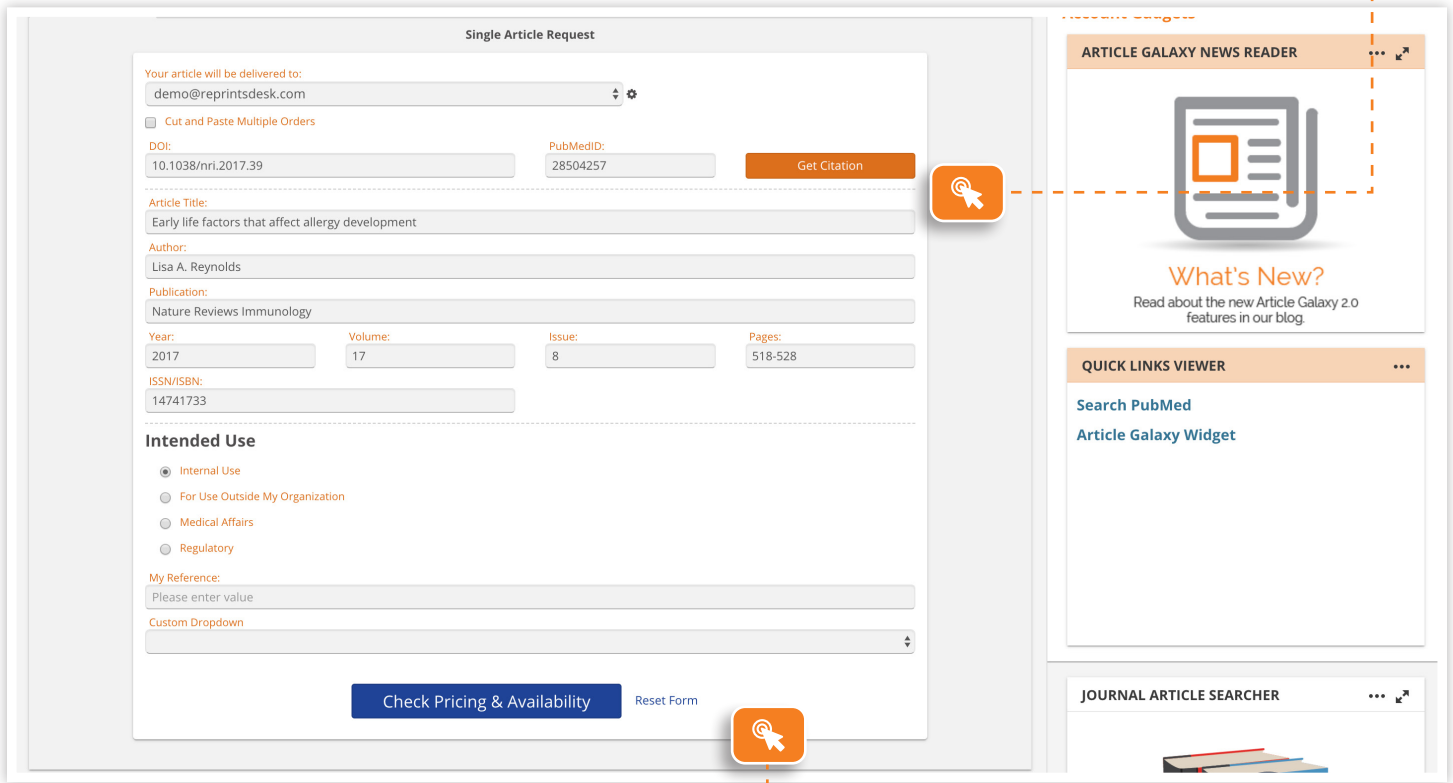 Single Article Request
Your article will be delivered to:
demo@reprintsdesk.com
Cut and Paste Multiple Orders
DOI:
PubMedID:
10.1038/nri.2017.39
28504257
Get Citation
Article Title:
Early life factors that affect allergy development
Author:
Lisa A. Reynolds
Publication:
Nature Reviews Immunology
Year:
Volume:
Issue:
Pages:
2017
17
8
518-528
ISSN/ISBN:
14741733
Intended Use
Internal Use
For Use Outside My Organization
Medical Affairs
Regulatory
My Reference:
Please enter value
Custom Dropdown
Check Pricing & Availability
Reset Form
Account Gadgets
ARTICLE GALAXY NEWS READER
What's New?
Read about the new Article Galaxy 2.0
features in our blog.
QUICK LINKS VIEWER
Search PubMed
Article Galaxy Widget
JOURNAL ARTICLE SEARCHER